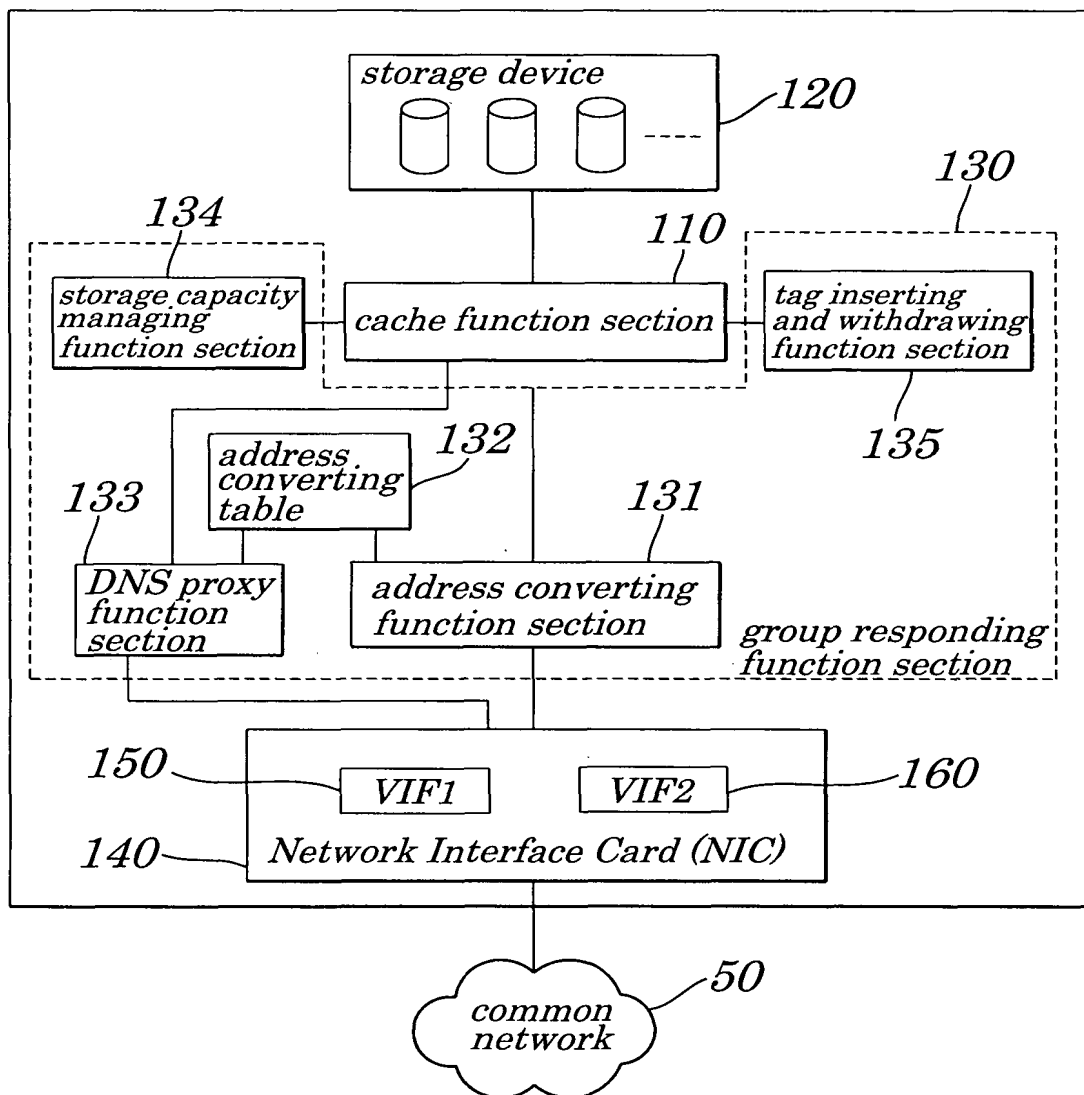 storage device
120
130
134
110
storage capacity
managing
function section
cache function section
tag inserting
and withdrawing
function section
135
132
address
converting
table
133
131
DNS proxy
function
section
address converting
function section
group responding
function section
150
VIF1
VIF2
160
140
Network Interface Card (NIC)
50
common
network